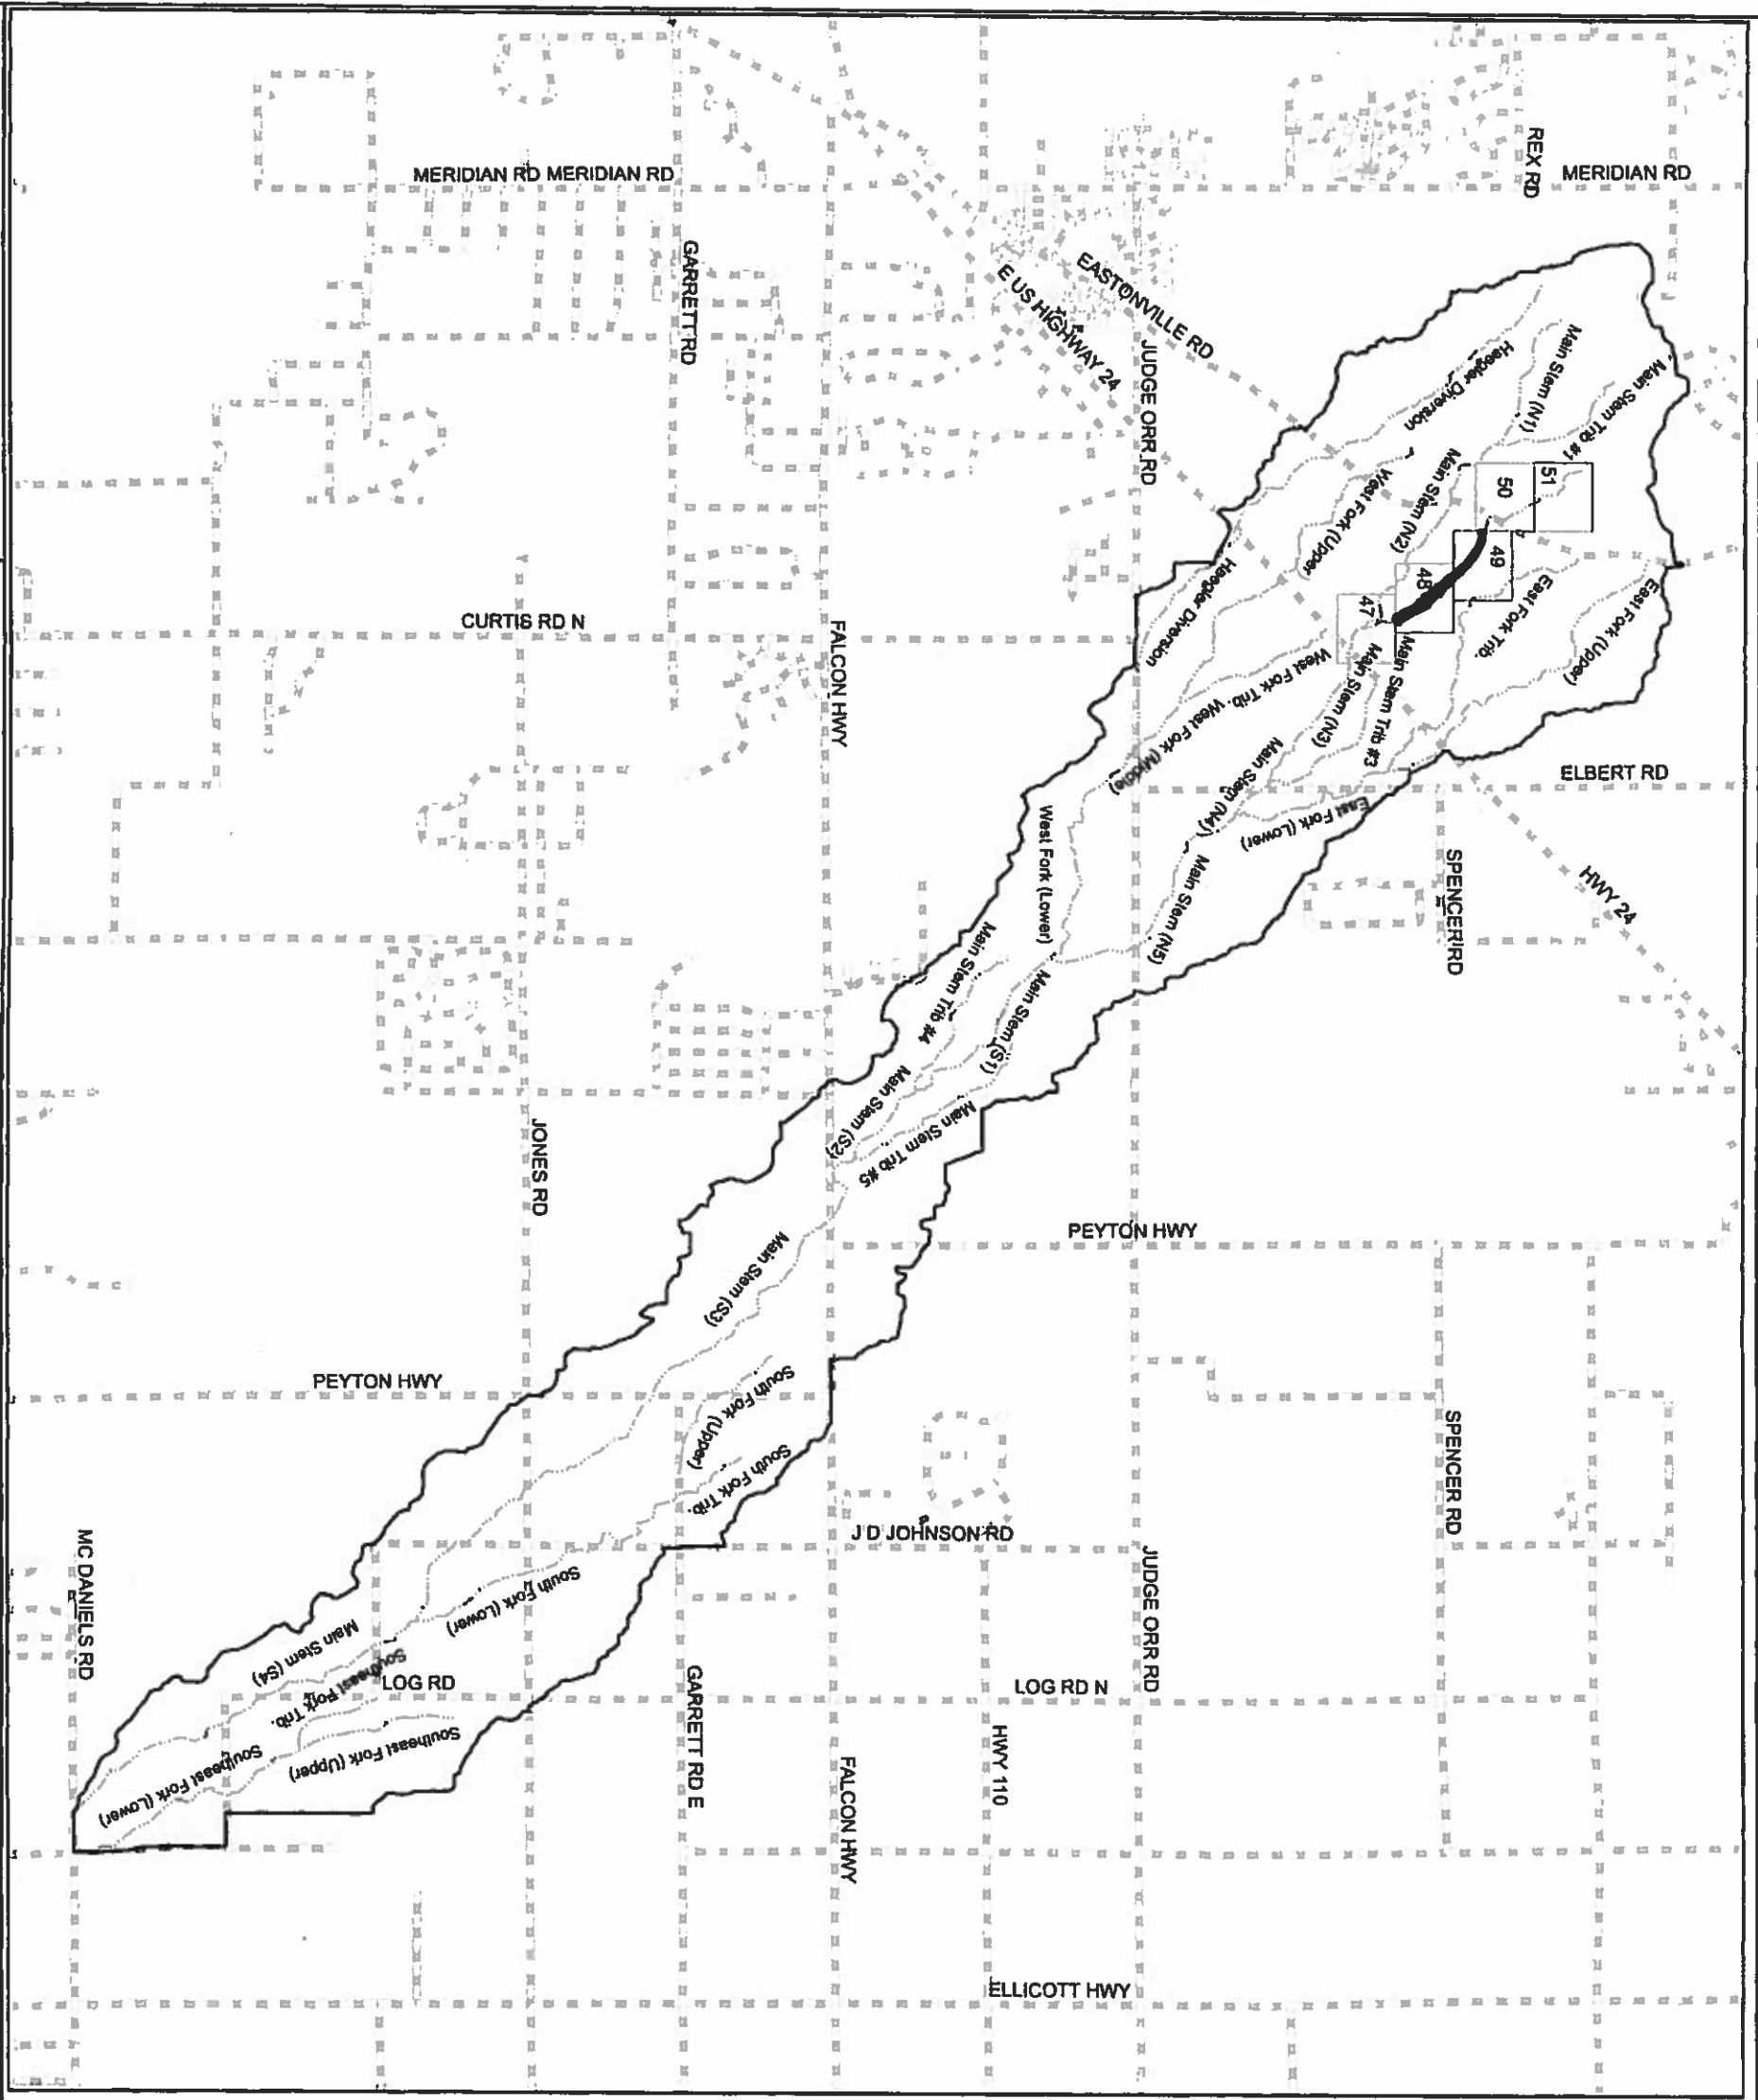 REX RD
MERIDIAN RD MERIDIAN RD
MERIDIAN RD
GARRETT RD
EASTONVILLE RD
E US HIGHWAY 24
JUDGE ORR RD
Haegler Diversion
Main Stem (N1)
Main Stem Trib #1
51
50
49
48
47
Main Stem (N2)
West Fork (Upper
East Fork Trib.
East Fork (Upper)
Haegler Diversion
CURTIS RD N
FALCON HWY
West Fork Trib.
West Fork (Middle)
Main Stem (N3)
Main Stem Trib #3
Main Stem (N4)
ELBERT RD
East Fork (Lower)
West Fork (Lower)
Main Stem (N5)
SPENCER RD
HWY 24
Main Stem Trib #4
Main Stem (S1)
Main Stem (S2)
Main Stem Trib #5
JONES RD
PEYTON HWY
Main Stem (S3)
PEYTON HWY
South Fork (Upper)
South Fork Trib.
SPENCER RD
J D JOHNSON RD
MC DANIELS RD
South Fork (Lower)
JUDGE ORR RD
Main Stem (S4)
Southeast Fork Trib.
LOG RD
GARRETT RD E
LOG RD N
Southeast Fork (Upper)
Southeast Fork (Lower)
HWY 110
FALCON HWY
ELLICOTT HWY